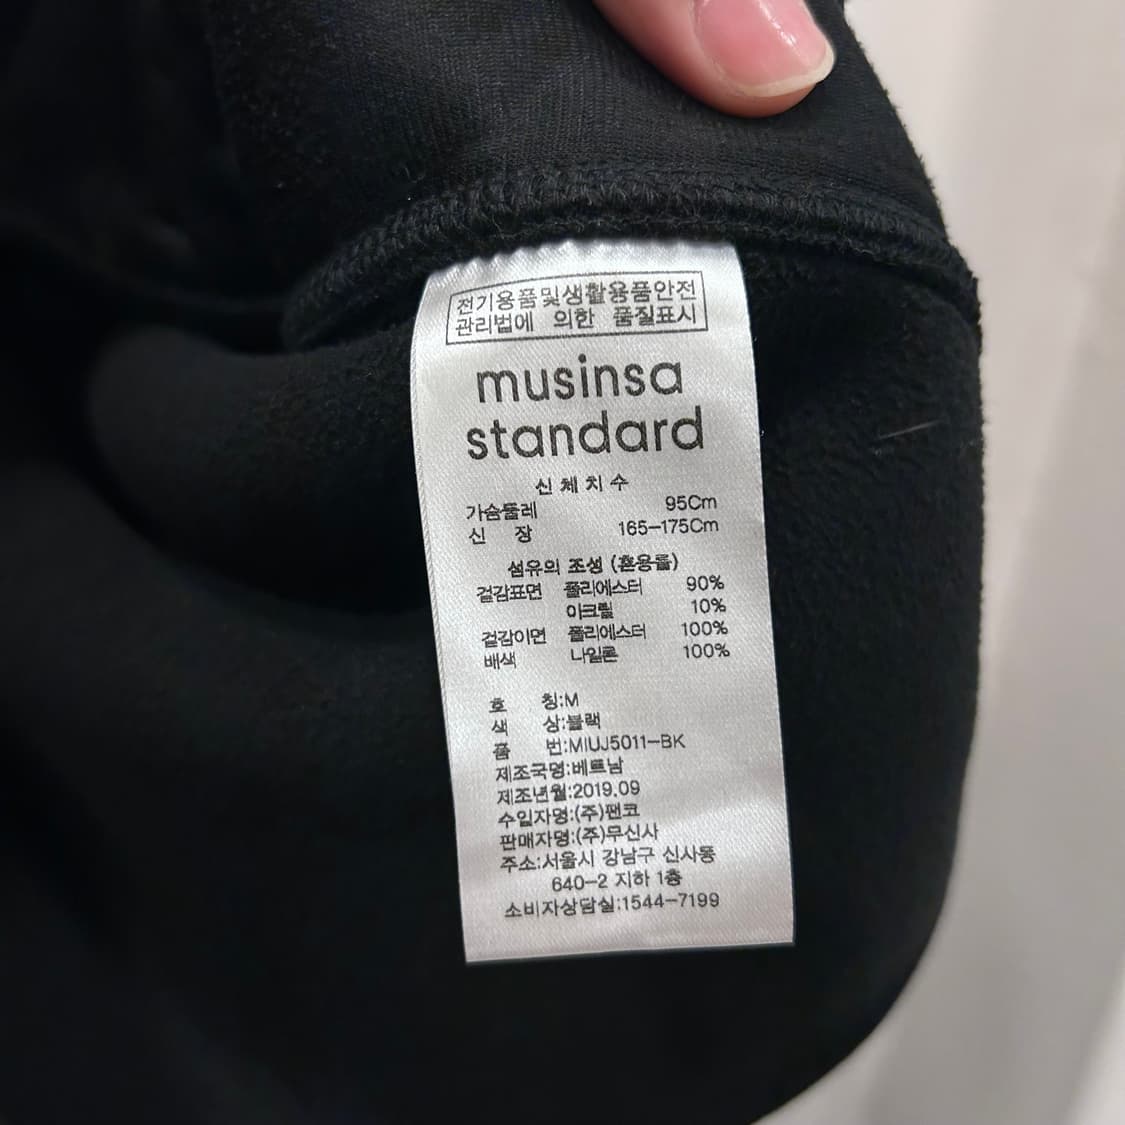 전기용품및생활용품안전
관리법에 의한 품질표시
musinsa
standard
신 체 치 수
가슴둘레 95Cm
신 장 165-175Cm
섬유의 조성 (혼용률)
겉감표면 폴리에스터 90%
아크릴 10%
겉감이면 폴리에스터 100%
배색 나일론 100%
호 칭:M
색 상:블랙
품 번:MIUJ5011-BK
제조국명:베트남
제조년월:2019.09
수입자명:(주)팬코
판매자명:(주)무신사
주소:서울시 강남구 신사동
640-2 지하 1층
소비자상담실:1544-7199